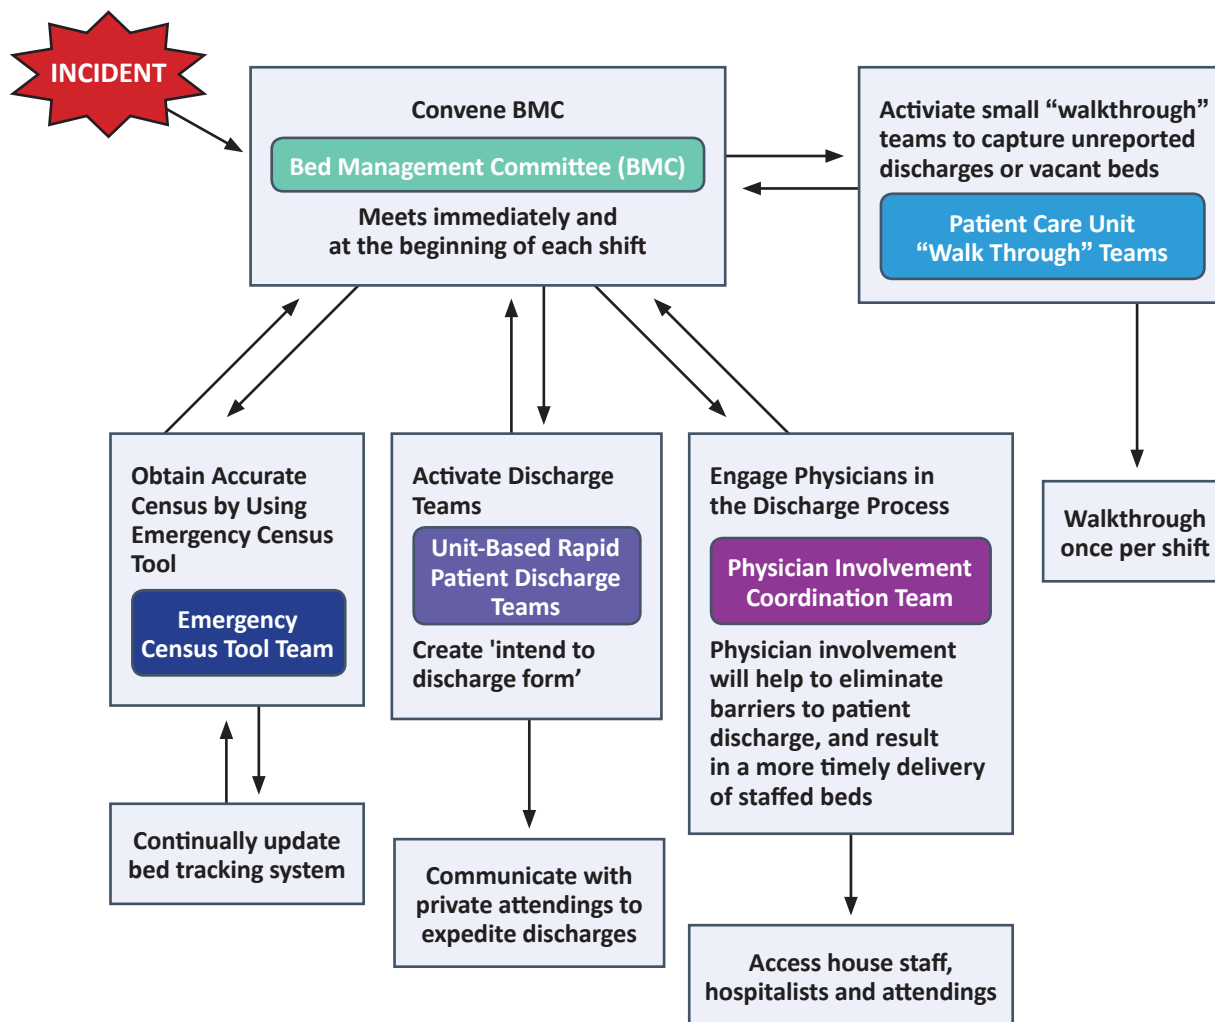 INCIDENT
Convene BMC
Bed Management Committee (BMC)
Meets immediately and
at the beginning of each shift
Activiate small “walkthrough”
teams to capture unreported
discharges or vacant beds
Patient Care Unit
“Walk Through” Teams
Walkthrough
once per shift
Obtain Accurate
Census by Using
Emergency Census
Tool
Emergency
Census Tool Team
Continually update
bed tracking system
Activate Discharge
Teams
Unit-Based Rapid
Patient Discharge
Teams
Create 'intend to
discharge form’
Communicate with
private attendings to
expedite discharges
Engage Physicians in
the Discharge Process
Physician Involvement
Coordination Team
Physician involvement
will help to eliminate
barriers to patient
discharge, and result
in a more timely delivery
of staffed beds
Access house staff,
hospitalists and attendings